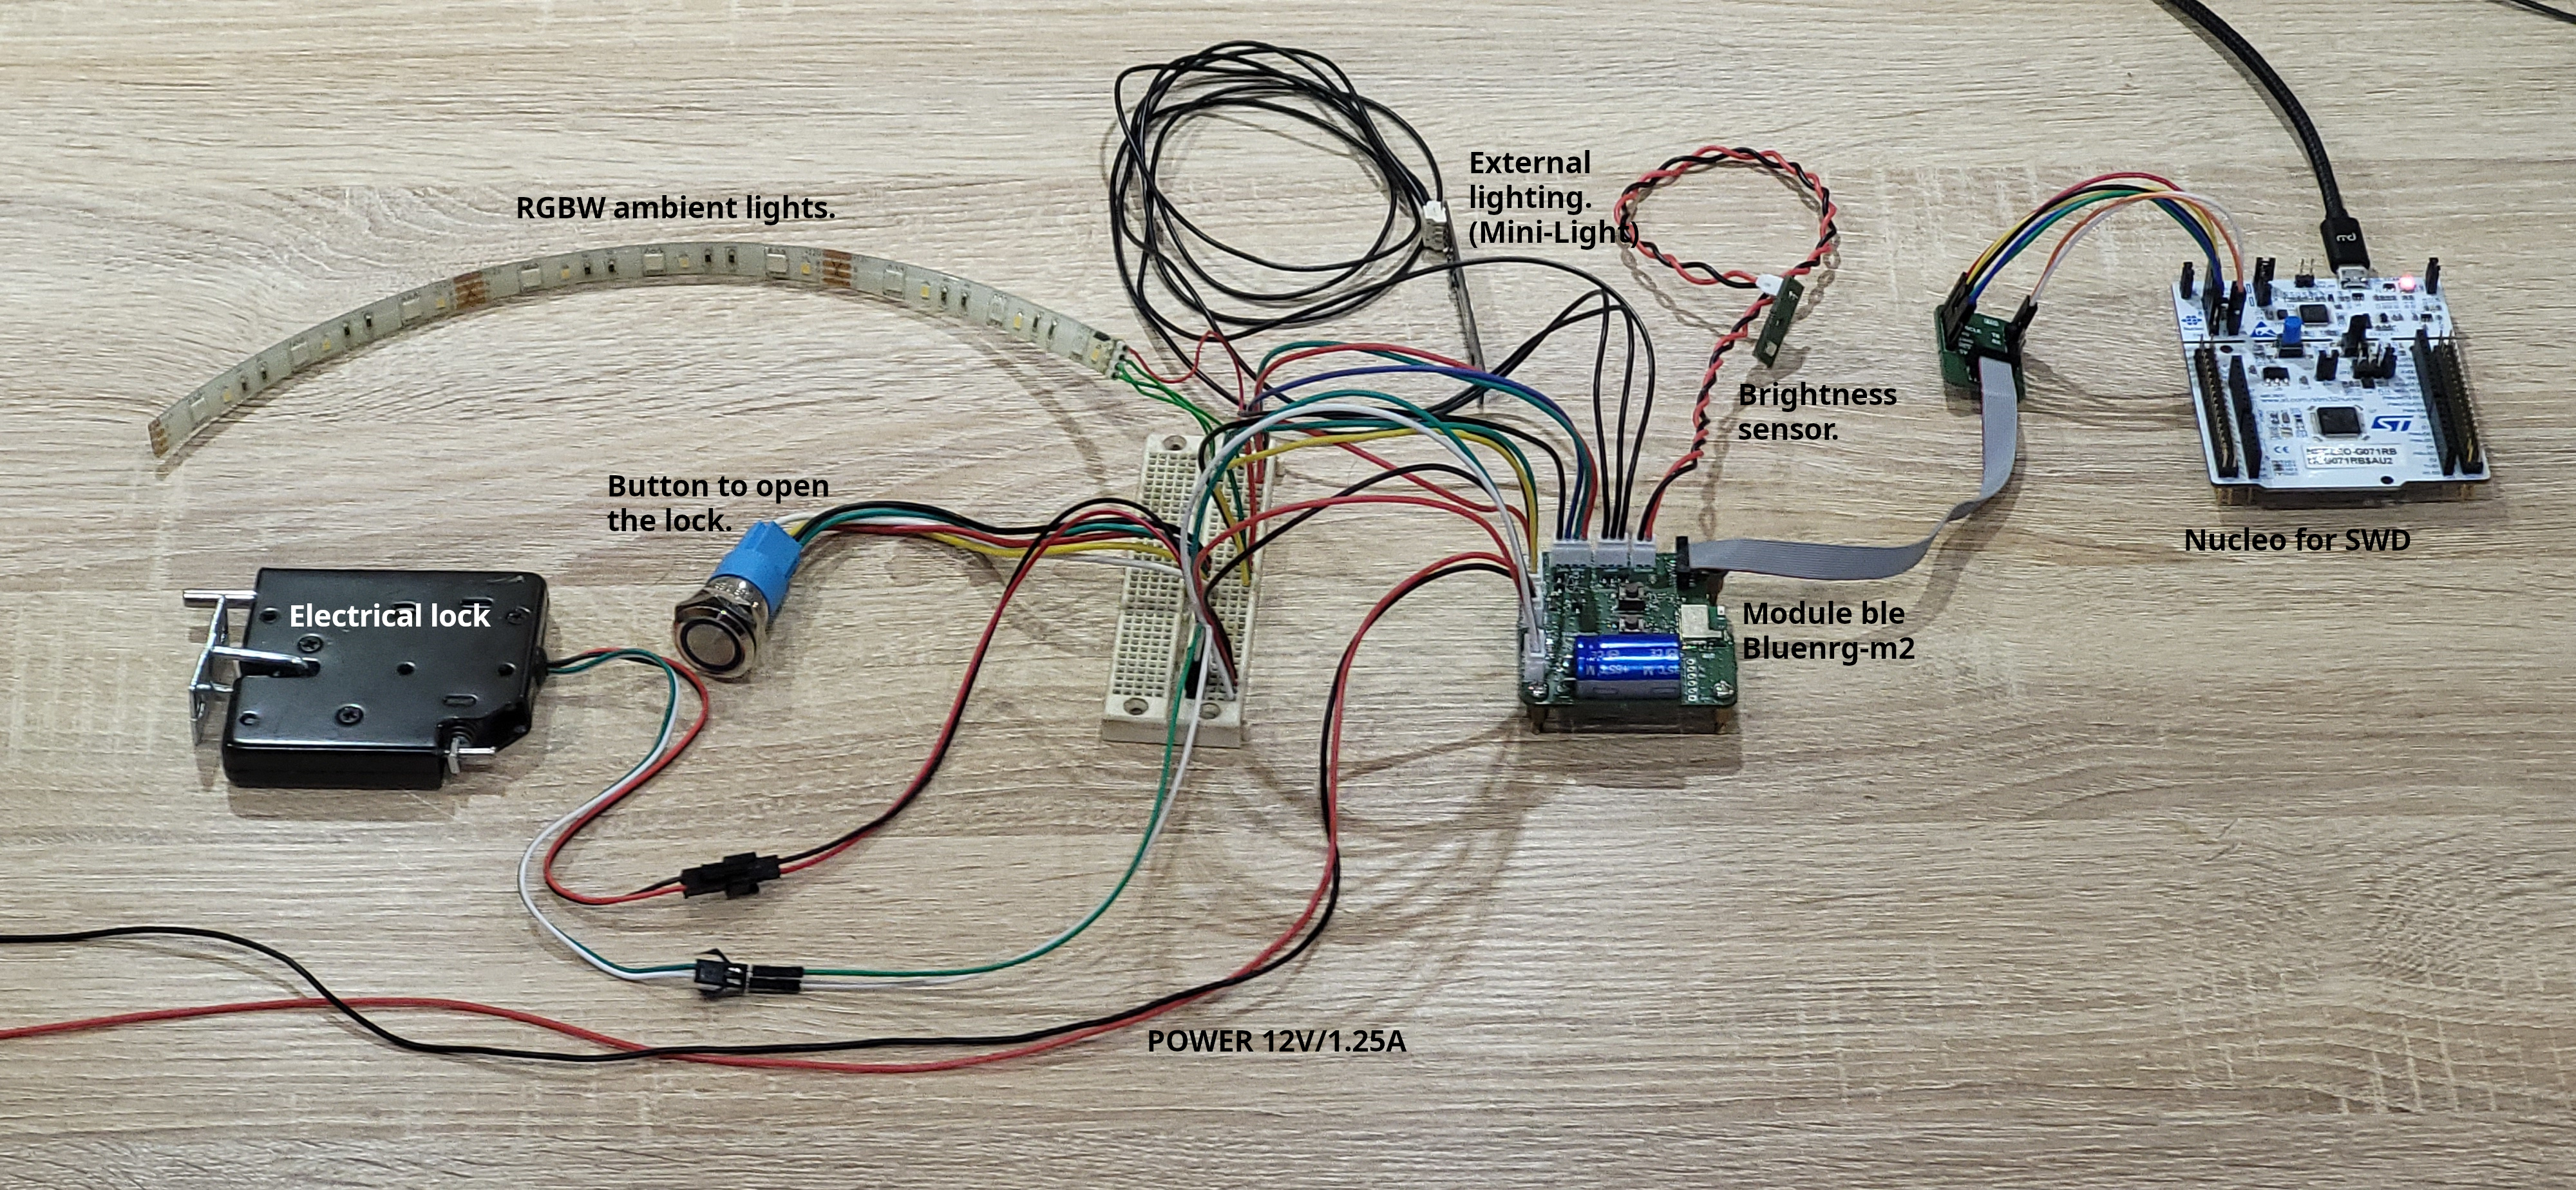 RGBW ambient lights.
External
lighting.
(Mini-Light)
Brightness
sensor.
Button to open
the lock.
Electrical lock
Nucleo for SWD
Module ble
Bluenrg-m2
POWER 12V/1.25A
ST